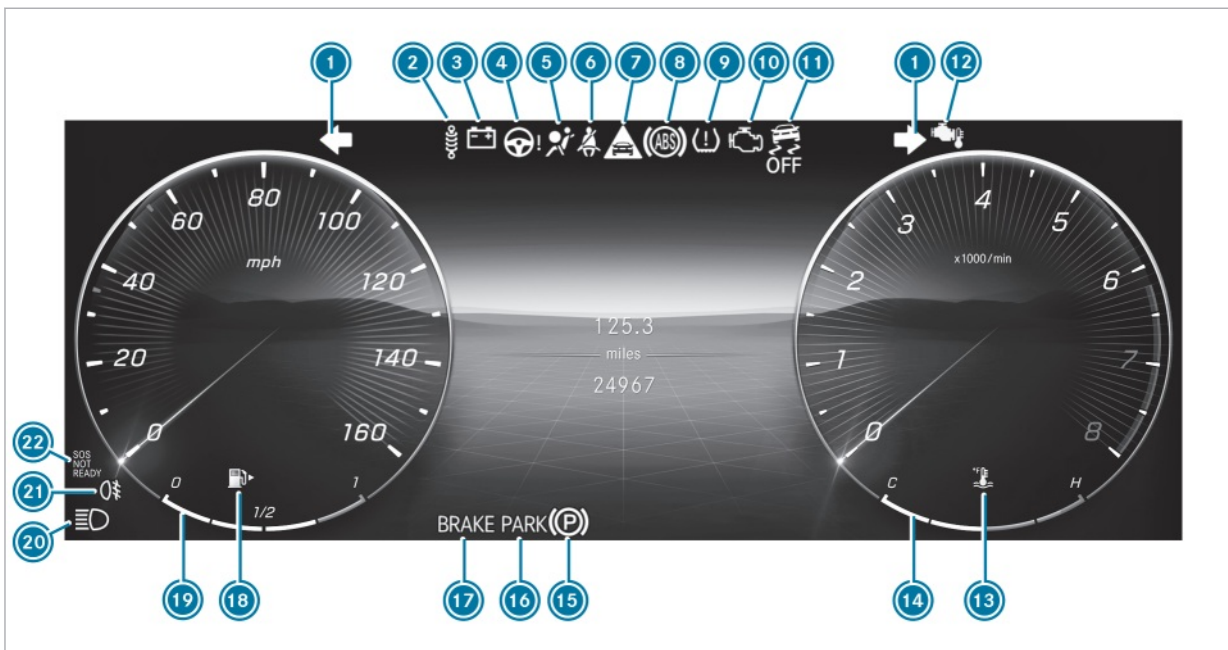 1 2 3 4 5 6 7 8 9 10 11 1 12
ABS
!
!
OFF
80
60
100
mph
40
120
20
140
0
160
125.3
miles
24967
4
3
5
x1000/min
2
6
1
7
0
8
22
SOS
NOT
READY
21
20
0
1/2
1
BRAKE PARK (P)
C
°F
H
19 18 17 16 15 14 13